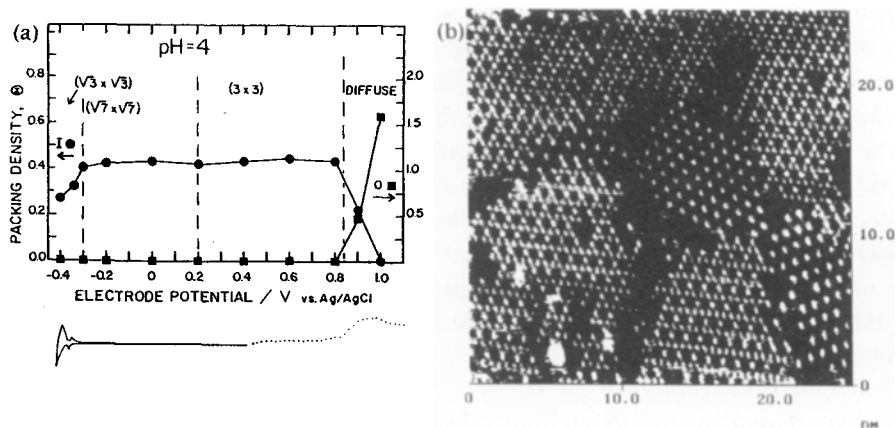 (a)
pH=4
(√3 x √3)
(√7 x √7)
(3 x 3)
DIFFUSE
I
O
PACKING DENSITY, Θ
0.8
0.6
0.4
0.2
0.0
2.0
1.5
1.0
0.5
-0.4 -0.2 0 0.2 0.4 0.6 0.8 1.0
ELECTRODE POTENTIAL / V vs. Ag/AgCl
(b)
20.0
10.0
0
0 10.0 20.0